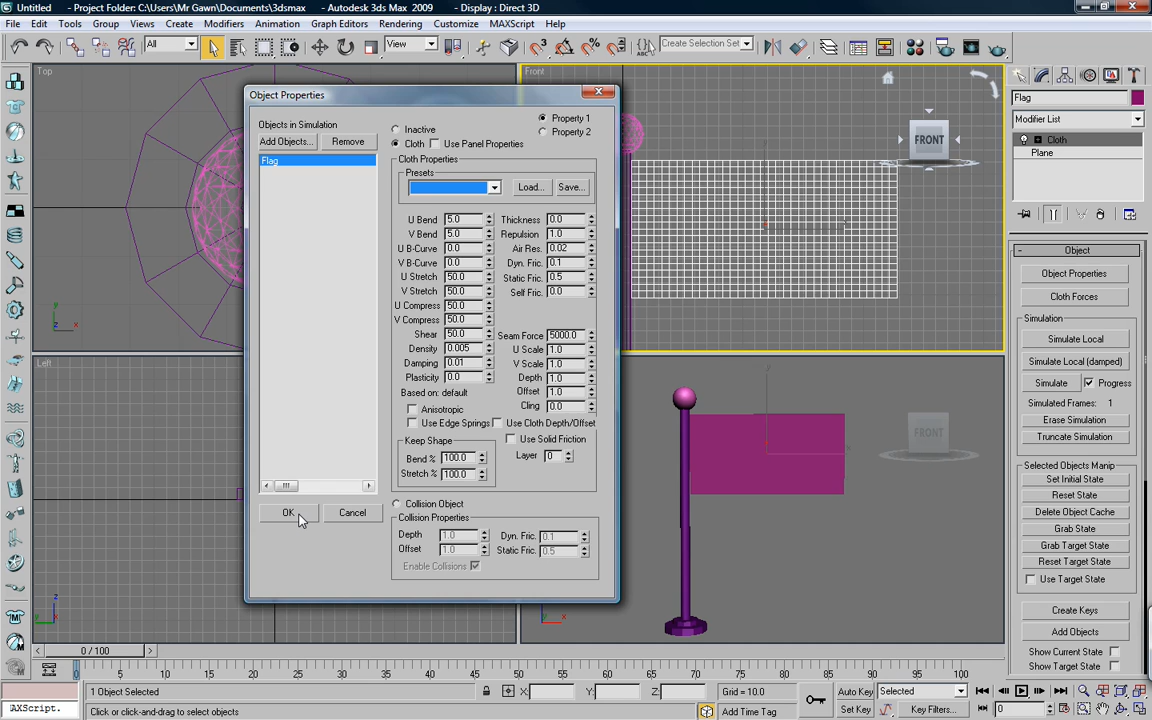 Untitled - Project Folder: C:\Users\Mr Gawn\Documents\3dsmax - Autodesk 3ds Max 2009 - Display : Direct 3D
File Edit Tools Group Views Create Modifiers Animation Graph Editors Rendering Customize MAXScript Help
All View Create Selection Set
Top
Front
FRONT
Left
FRONT
Object Properties
Objects in Simulation
Add Objects... Remove
Flag
OK Cancel
Property 1
Property 2
Inactive
Cloth Use Panel Properties
Cloth Properties
Presets
Load... Save...
U Bend 5.0 Thickness 0.0
V Bend 5.0 Repulsion 1.0
U B-Curve 0.0 Air Res. 0.02
V B-Curve 0.0 Dyn. Fric. 0.1
U Stretch 50.0 Static Fric. 0.5
V Stretch 50.0 Self Fric. 0.0
U Compress 50.0
V Compress 50.0
Shear 50.0 Seam Force 5000.0
Density 0.005 U Scale 1.0
Damping 0.01 V Scale 1.0
Plasticity 0.0 Depth 1.0
Based on: default Offset 1.0
Anisotropic Cling 0.0
Use Edge Springs Use Cloth Depth/Offset
Keep Shape Use Solid Friction
Bend % 100.0 Layer 0
Stretch % 100.0
Collision Object
Collision Properties
Depth 1.0 Dyn. Fric. 0.1
Offset 1.0 Static Fric. 0.5
Enable Collisions
Flag
Modifier List
Cloth
Plane
Object
Object Properties
Cloth Forces
Simulation
Simulate Local
Simulate Local (damped)
Simulate Progress
Simulated Frames: 1
Erase Simulation
Truncate Simulation
Selected Objects Manip
Set Initial State
Reset State
Delete Object Cache
Grab State
Grab Target State
Reset Target State
Use Target State
Create Keys
Add Objects
Show Current State
Show Target State
0 / 100
0 5 10 15 20 25 30 35 40 45 50 55 60 65 70 75 80 85 90 95 100
1 Object Selected X: Y: Z: Grid = 10.0 Auto Key Selected
AXScript. Click or click-and-drag to select objects Add Time Tag Set Key Key Filters... 0